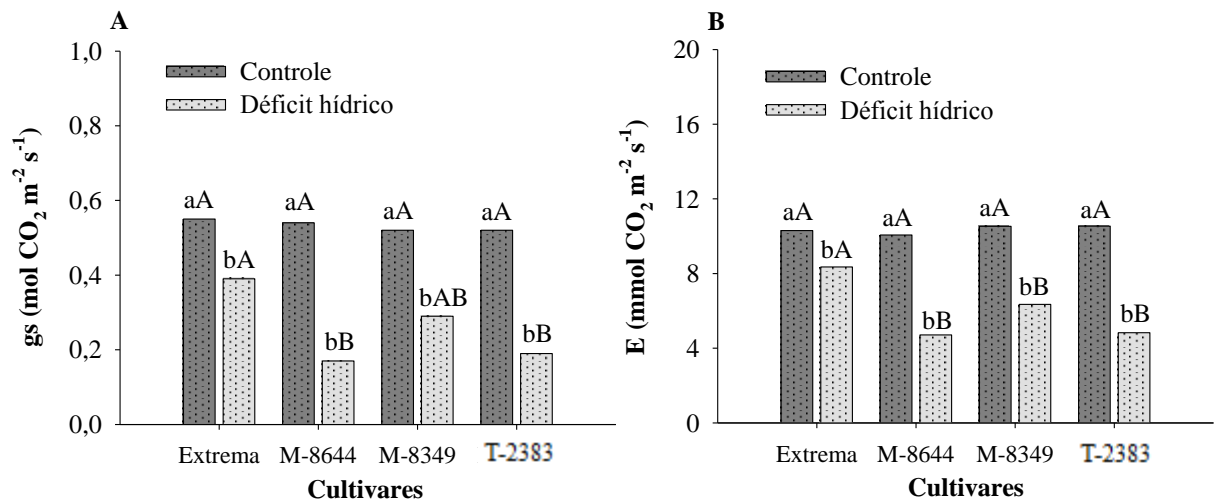 A
1,0
0,8
0,6
0,4
0,2
0,0
gs (mol CO2 m-2 s-1)
Controle
Déficit hídrico
aA
bA
aA
bB
aA
bAB
aA
bB
Extrema
M-8644
M-8349
T-2383
Cultivares
B
20
16
12
8
4
0
E (mmol CO2 m-2 s-1)
Controle
Déficit hídrico
aA
bA
aA
bB
aA
bB
aA
bB
Extrema
M-8644
M-8349
T-2383
Cultivares